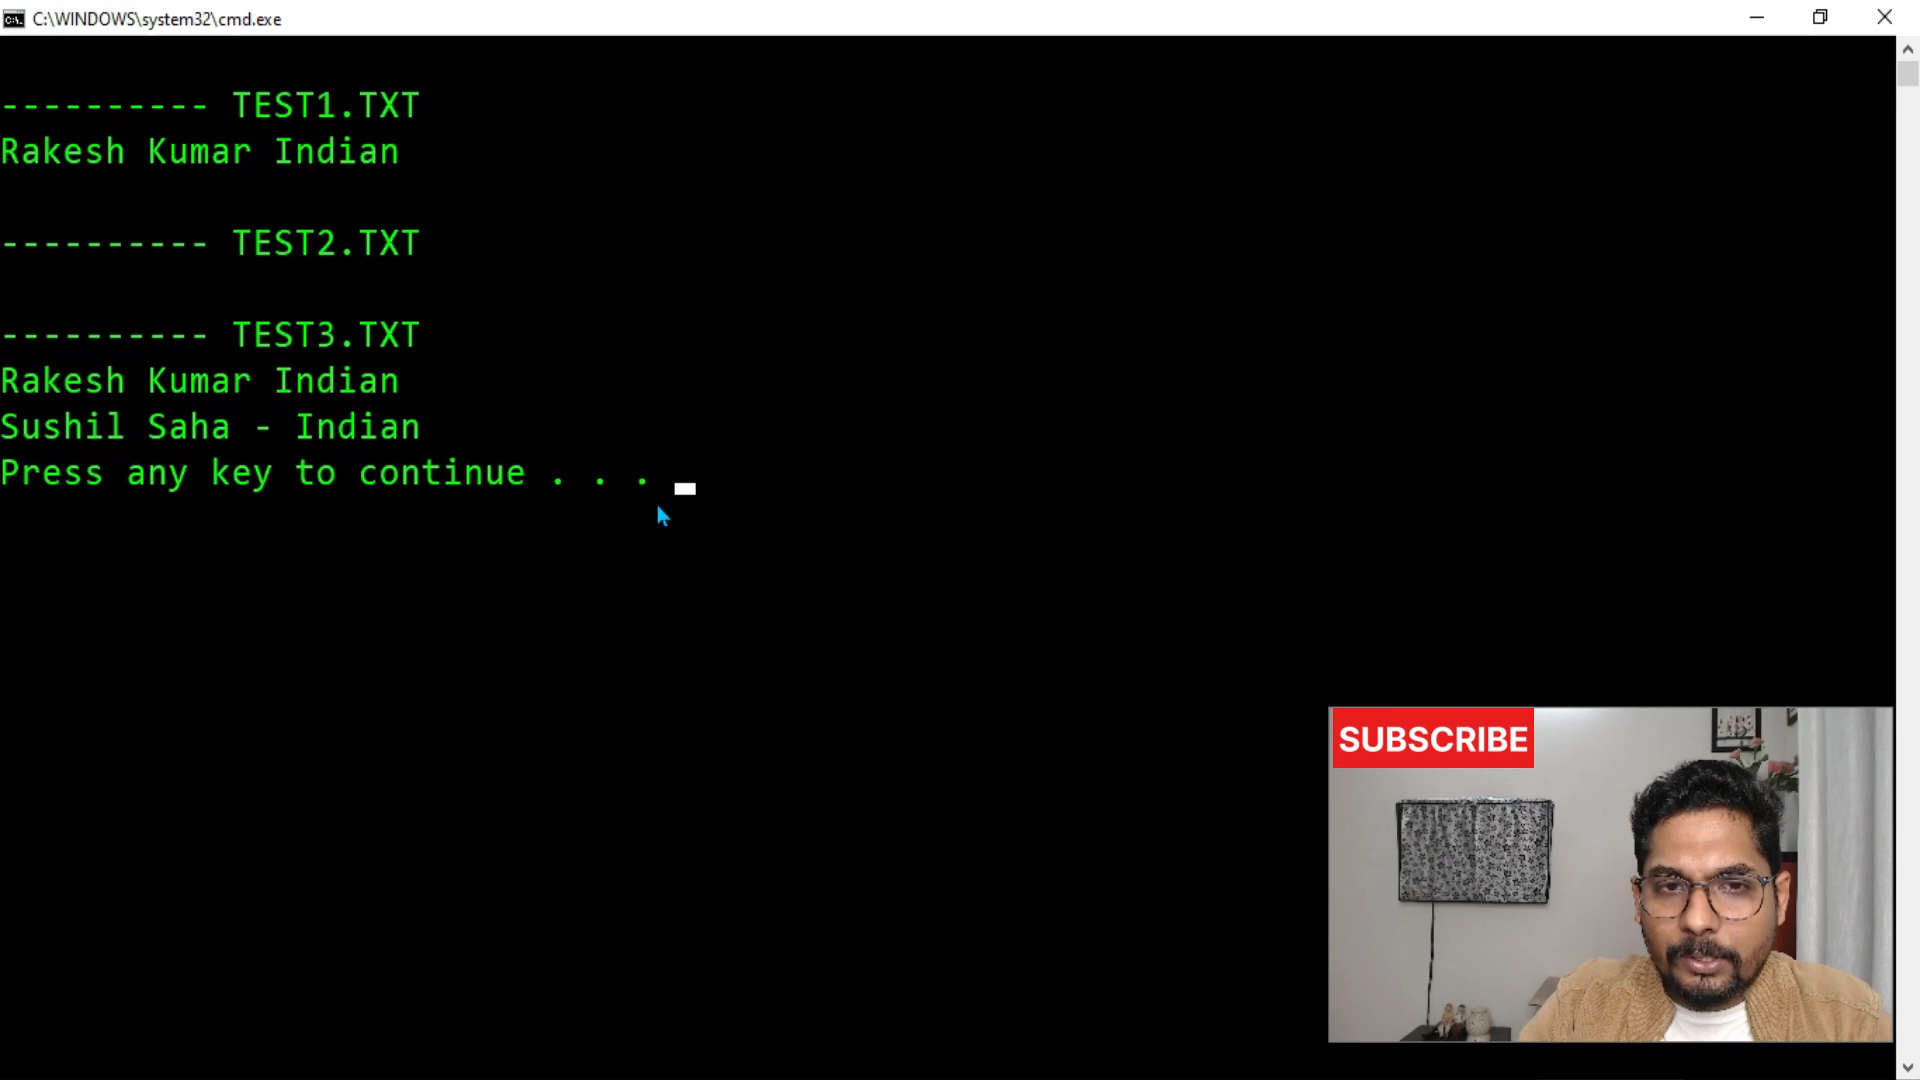 C:\WINDOWS\system32\cmd.exe
---------- TEST1.TXT
Rakesh Kumar Indian
---------- TEST2.TXT
---------- TEST3.TXT
Rakesh Kumar Indian
Sushil Saha - Indian
Press any key to continue . . .
SUBSCRIBE